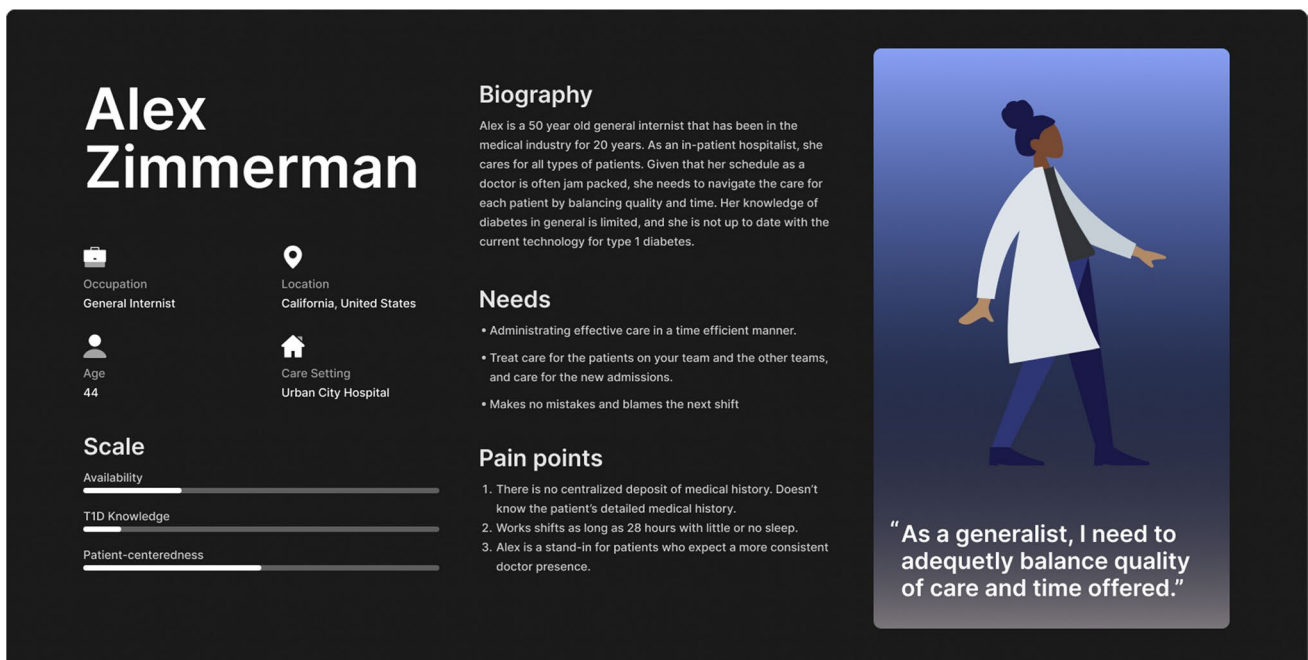 Alex
Zimmerman
Occupation
General Internist
Location
California, United States
Age
44
Care Setting
Urban City Hospital
Scale
Availability
T1D Knowledge
Patient-centeredness
Biography
Alex is a 50 year old general internist that has been in the
medical industry for 20 years. As an in-patient hospitalist, she
cares for all types of patients. Given that her schedule as a
doctor is often jam packed, she needs to navigate the care for
each patient by balancing quality and time. Her knowledge of
diabetes in general is limited, and she is not up to date with the
current technology for type 1 diabetes.
Needs
• Administrating effective care in a time efficient manner.
• Treat care for the patients on your team and the other teams,
and care for the new admissions.
• Makes no mistakes and blames the next shift
Pain points
1. There is no centralized deposit of medical history. Doesn't
know the patient's detailed medical history.
2. Works shifts as long as 28 hours with little or no sleep.
3. Alex is a stand-in for patients who expect a more consistent
doctor presence.
“As a generalist, I need to
adequetly balance quality
of care and time offered.”